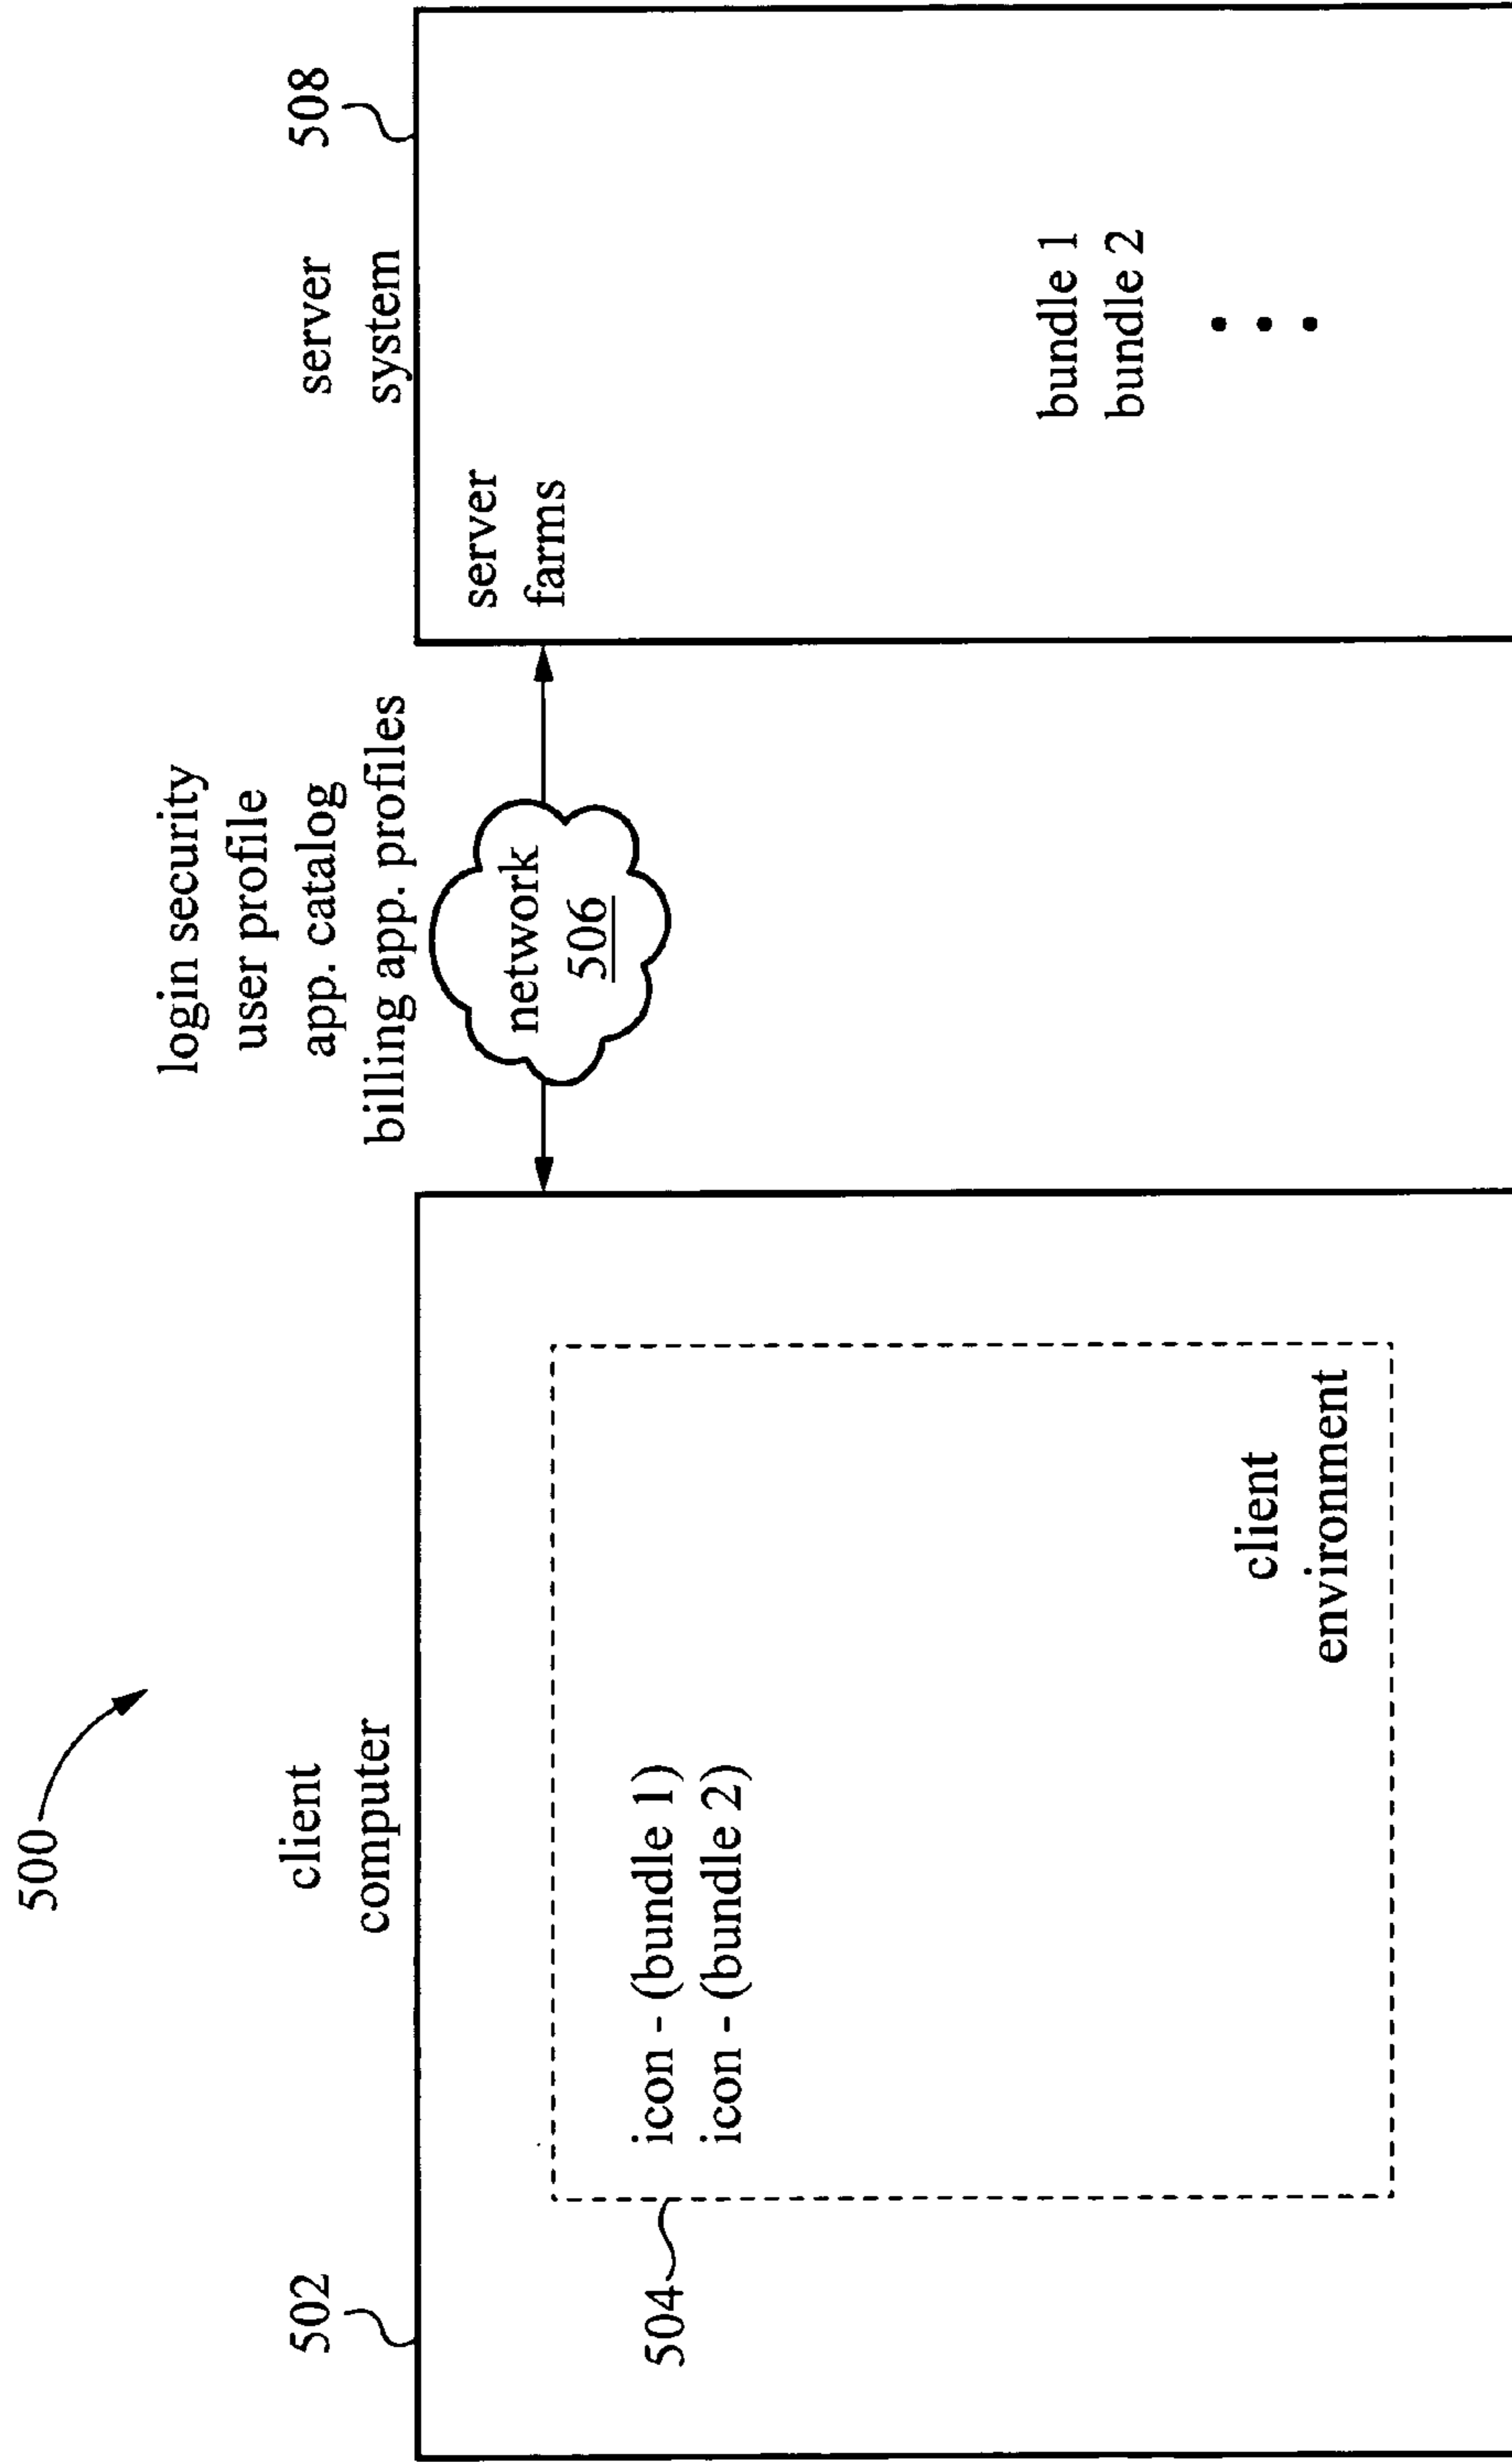 500
client
computer
502
504
icon - (bundle 1)
icon - (bundle 2)
client
environment
login security
user profile
app. catalog
billing app. profiles
network
506
server
system
508
server
farms
bundle 1
bundle 2